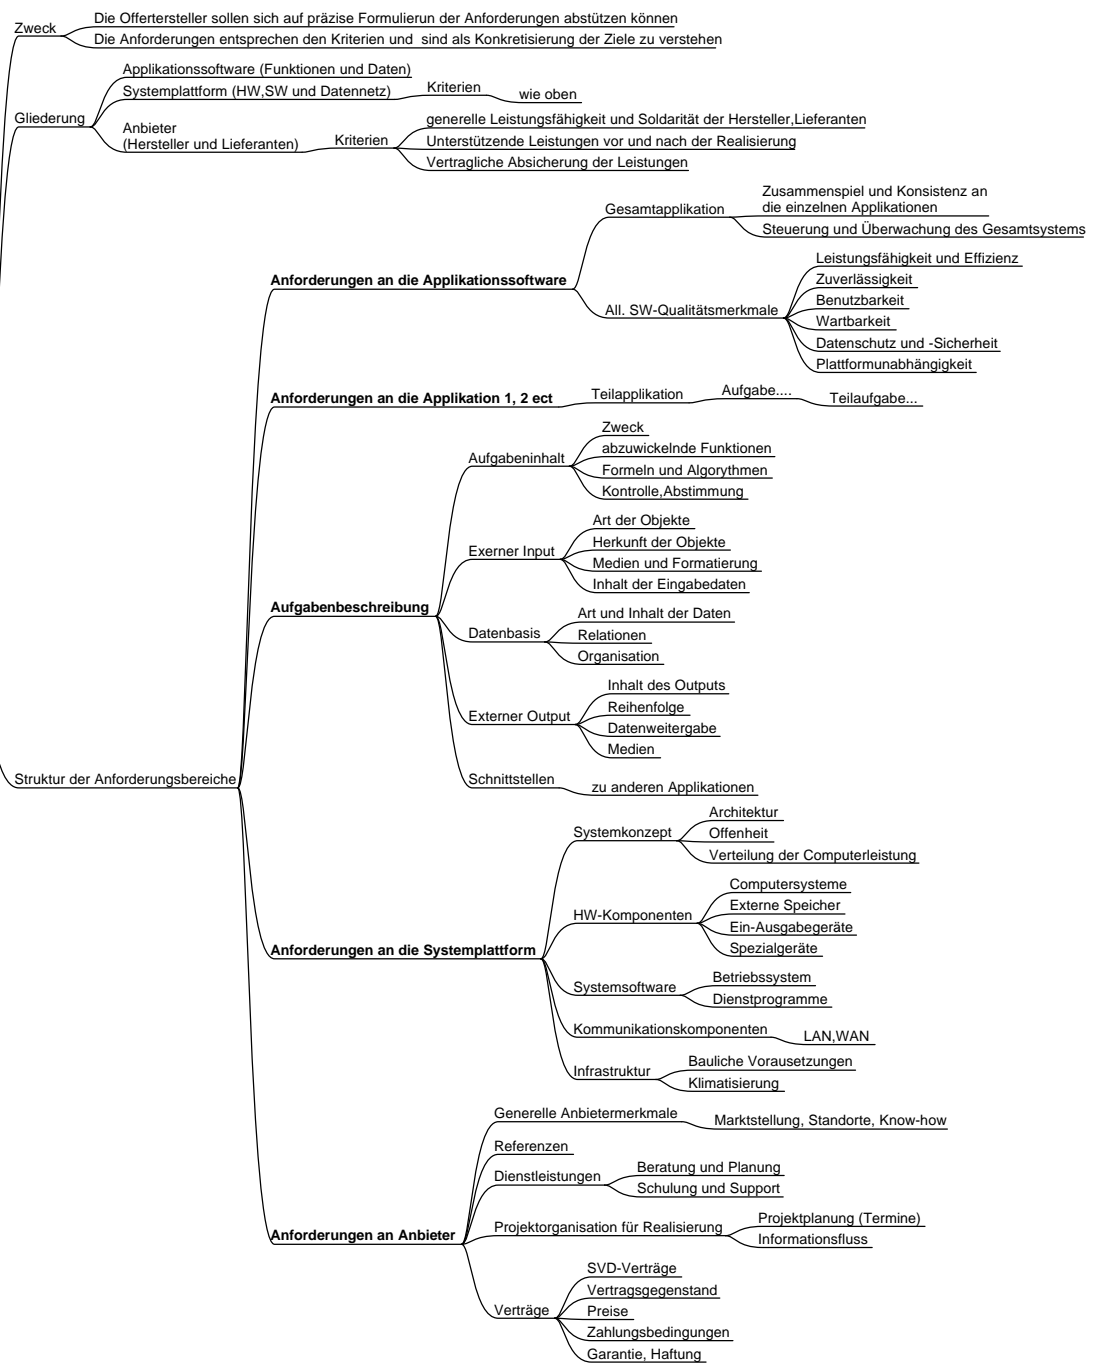 Zweck
Die Offertersteller sollen sich auf präzise Formulierun der Anforderungen abstützen können
Die Anforderungen entsprechen den Kriterien und  sind als Konkretisierung der Ziele zu verstehen
Gliederung
Applikationssoftware (Funktionen und Daten)
Systemplattform (HW,SW und Datennetz)
Kriterien
wie oben
Anbieter
(Hersteller und Lieferanten)
Kriterien
generelle Leistungsfähigkeit und Soldarität der Hersteller,Lieferanten
Unterstützende Leistungen vor und nach der Realisierung
Vertragliche Absicherung der Leistungen
Struktur der Anforderungsbereiche
Anforderungen an die Applikationssoftware
Gesamtapplikation
Zusammenspiel und Konsistenz an
die einzelnen Applikationen
Steuerung und Überwachung des Gesamtsystems
All. SW-Qualitätsmerkmale
Leistungsfähigkeit und Effizienz
Zuverlässigkeit
Benutzbarkeit
Wartbarkeit
Datenschutz und -Sicherheit
Plattformunabhängigkeit
Anforderungen an die Applikation 1, 2 ect
Teilapplikation
Aufgabe....
Teilaufgabe...
Aufgabenbeschreibung
Aufgabeninhalt
Zweck
abzuwickelnde Funktionen
Formeln und Algorythmen
Kontrolle,Abstimmung
Exerner Input
Art der Objekte
Herkunft der Objekte
Medien und Formatierung
Inhalt der Eingabedaten
Datenbasis
Art und Inhalt der Daten
Relationen
Organisation
Externer Output
Inhalt des Outputs
Reihenfolge
Datenweitergabe
Medien
Schnittstellen
zu anderen Applikationen
Anforderungen an die Systemplattform
Systemkonzept
Architektur
Offenheit
Verteilung der Computerleistung
HW-Komponenten
Computersysteme
Externe Speicher
Ein-Ausgabegeräte
Spezialgeräte
Systemsoftware
Betriebssystem
Dienstprogramme
Kommunikationskomponenten
LAN,WAN
Infrastruktur
Bauliche Vorausetzungen
Klimatisierung
Anforderungen an Anbieter
Generelle Anbietermerkmale
Marktstellung, Standorte, Know-how
Referenzen
Dienstleistungen
Beratung und Planung
Schulung und Support
Projektorganisation für Realisierung
Projektplanung (Termine)
Informationsfluss
Verträge
SVD-Verträge
Vertragsgegenstand
Preise
Zahlungsbedingungen
Garantie, Haftung